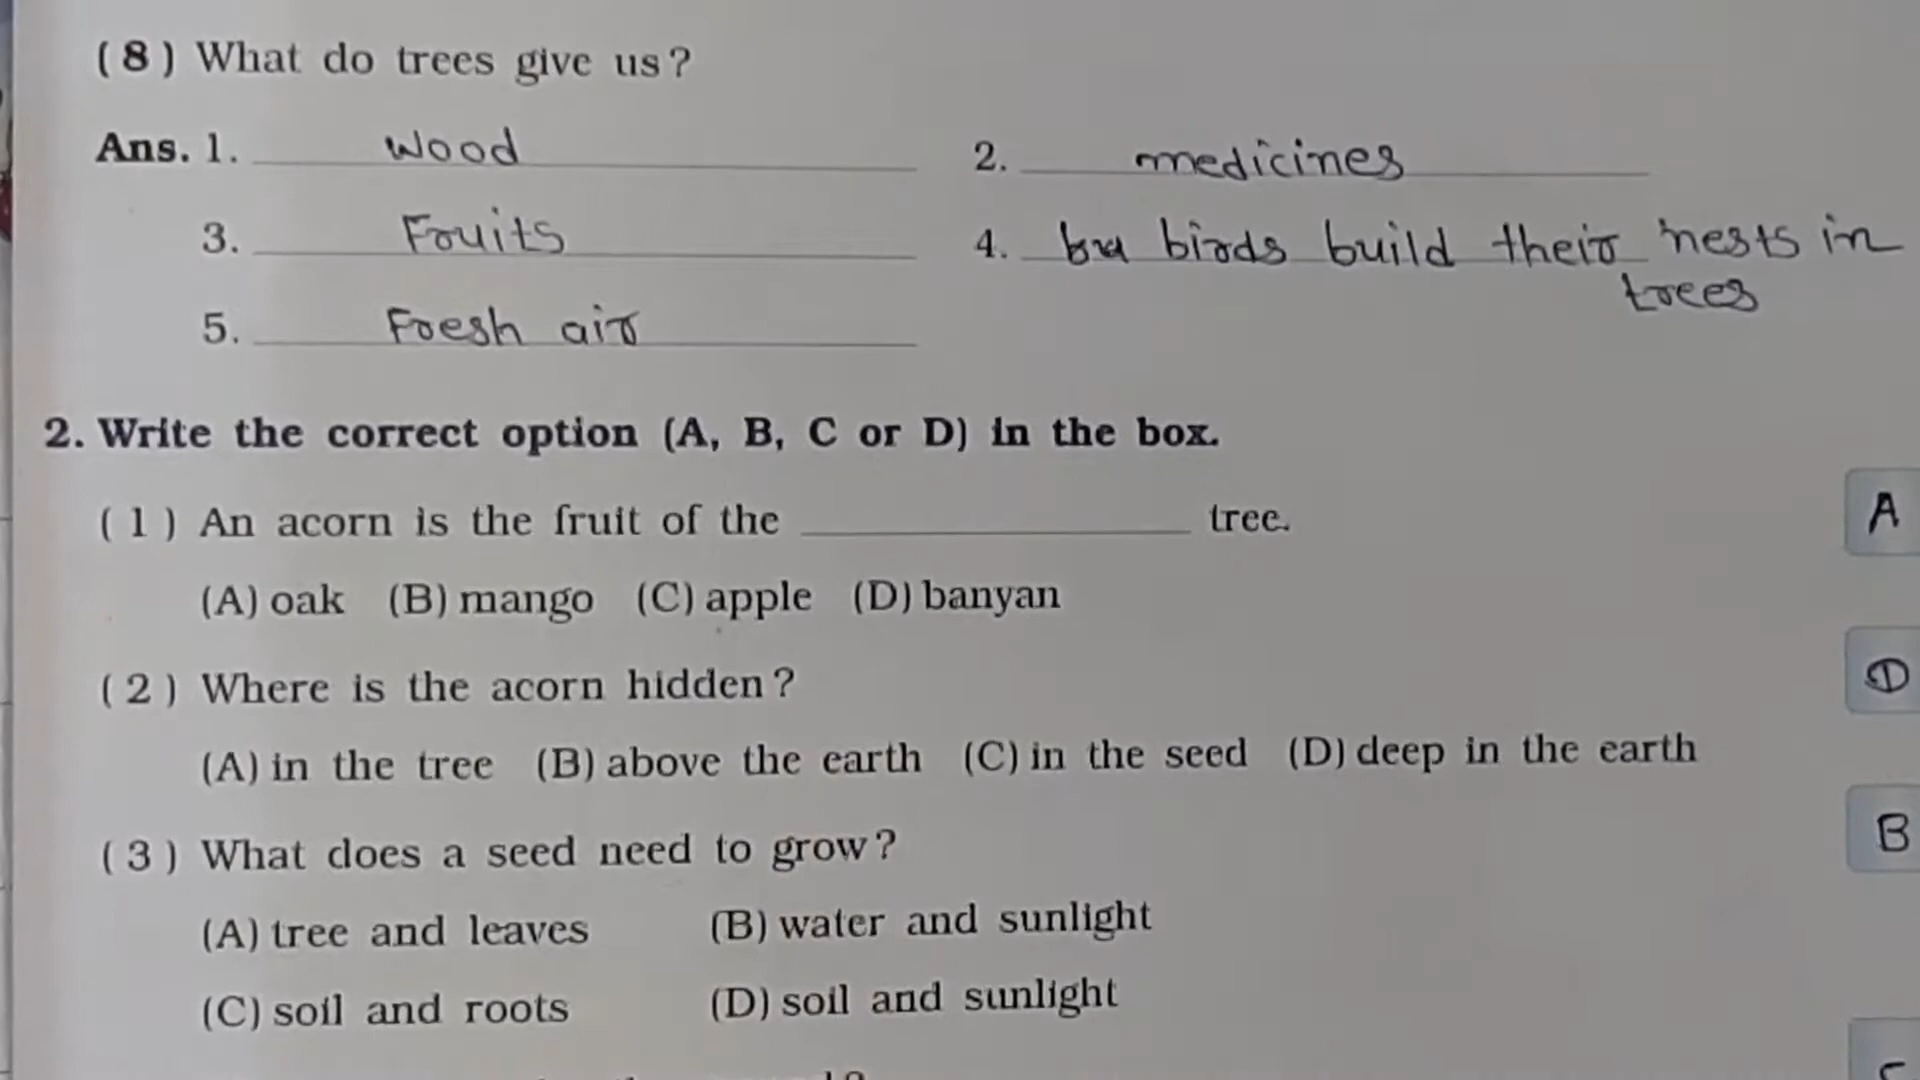 (8) What do trees give us?
Ans. 1. Wood 2. medicines
3. Fruits 4. birds build their nests in
trees
5. Fresh air
2. Write the correct option (A, B, C or D) in the box.
(1) An acorn is the fruit of the ____________ tree. A
(A) oak (B) mango (C) apple (D) banyan
(2) Where is the acorn hidden? D
(A) in the tree (B) above the earth (C) in the seed (D) deep in the earth
(3) What does a seed need to grow? B
(A) tree and leaves (B) water and sunlight
(C) soil and roots (D) soil and sunlight